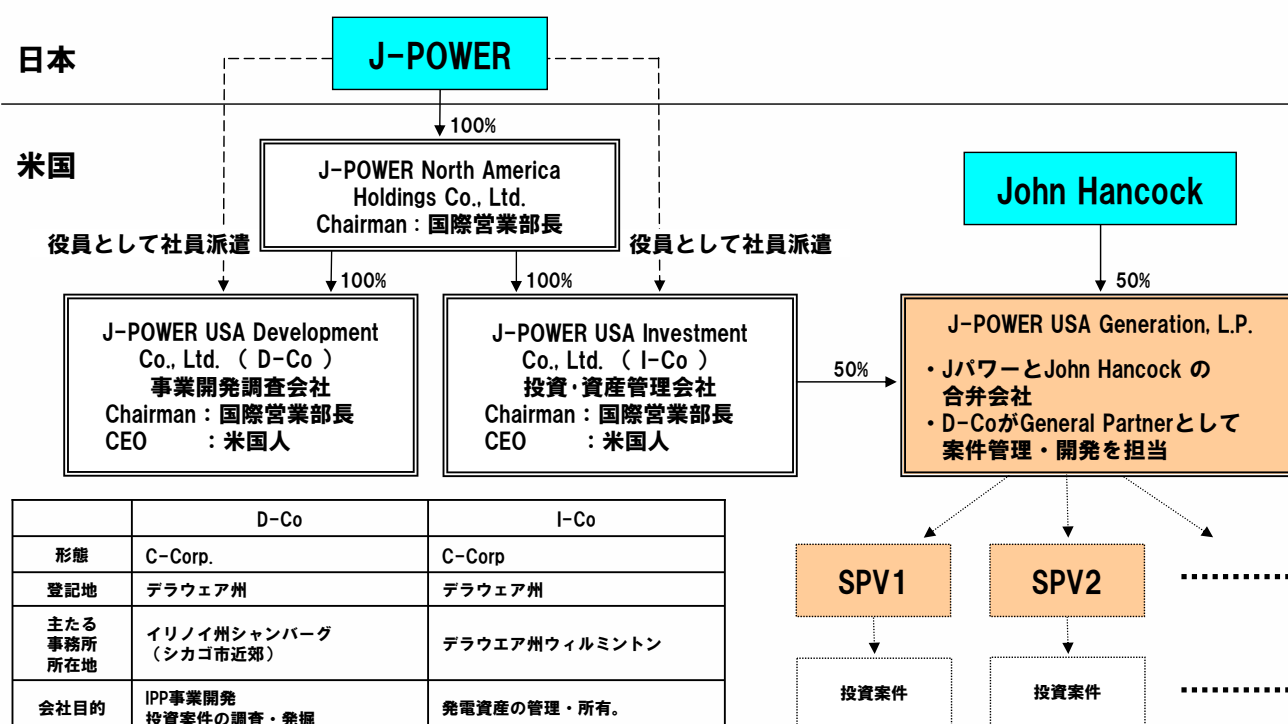 日本
J-POWER
100%
米国
J-POWER North America
Holdings Co., Ltd.
Chairman：国際営業部長
John Hancock
役員として社員派遣
役員として社員派遣
100%
100%
50%
J-POWER USA Development
Co., Ltd. （ D-Co ）
事業開発調査会社
Chairman：国際営業部長
CEO ：米国人
J-POWER USA Investment
Co., Ltd. （ I-Co ）
投資･資産管理会社
Chairman：国際営業部長
CEO ：米国人
50%
J-POWER USA Generation, L.P.
・JパワーとJohn Hancock の
合弁会社
・D-CoがGeneral Partnerとして
案件管理・開発を担当
D-Co I-Co
形態 C-Corp. C-Corp
登記地 デラウェア州 デラウェア州
主たる
事務所
所在地
イリノイ州シャンバーグ
（シカゴ市近郊）
デラウエア州ウィルミントン
会社目的
IPP事業開発
投資案件の調査・発掘
発電資産の管理・所有。
SPV1
SPV2
投資案件
投資案件